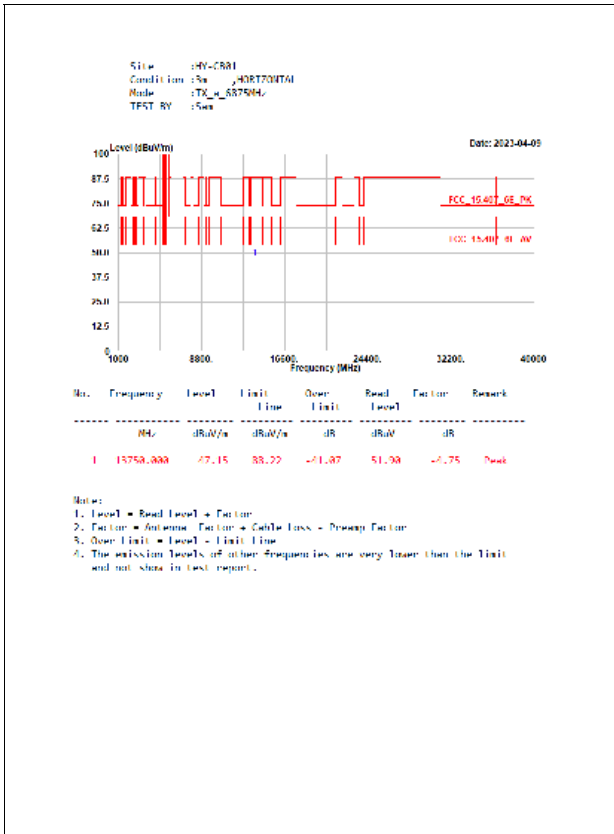 Site :HY-CB01
Condition :3m ,HORIZONTAL
Mode :TX_a_6875MHz
TEST BY :Sam
Level (dBuV/m)
Date: 2023-04-09
100
87.5
75.0
62.5
50.0
37.5
25.0
12.5
0
FCC_15.407_6E_PK
FCC_15.407_6E_AV
1000 8800. 16600. 24400. 32200. 40000
Frequency (MHz)
No. Frequency Level Limit Over Read Factor Remark
Line Limit Level
MHz dBuV/m dBuV/m dB dBuV dB
1 13750.000 47.15 88.22 -41.07 51.90 -4.75 Peak
Note:
1. Level = Read Level + Factor
2. Factor = Antenna Factor + Cable Loss - Preamp Factor
3. Over Limit = Level - Limit Line
4. The emission levels of other frequencies are very lower than the limit
and not show in test report.